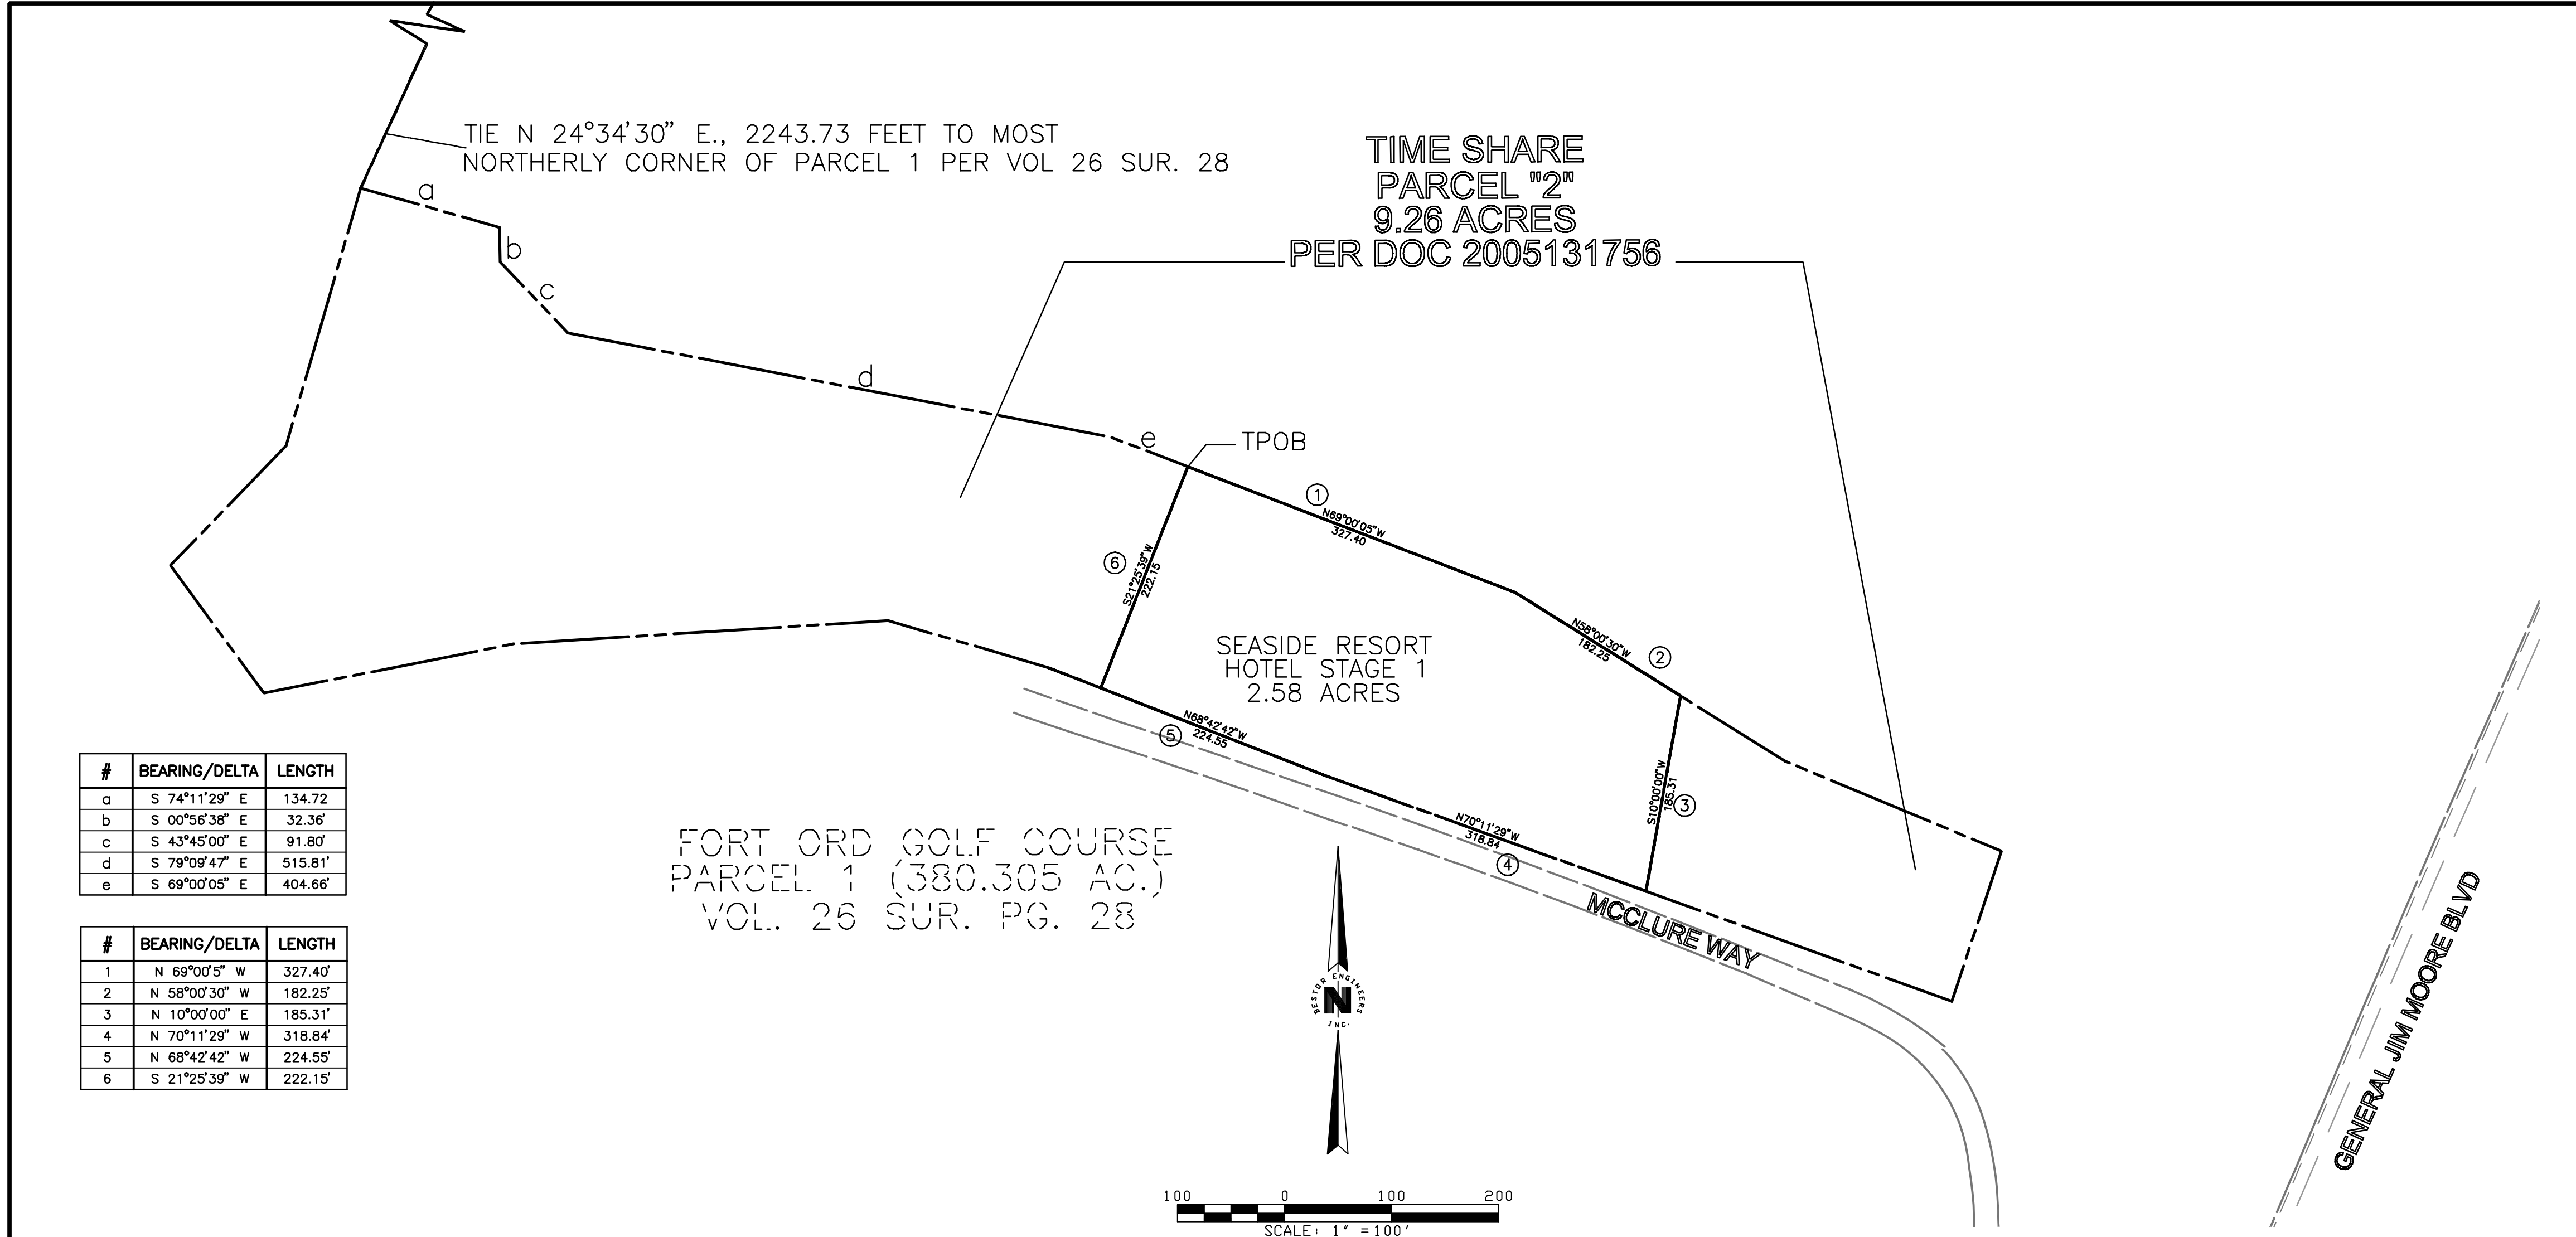 TIE N 24°34'30" E., 2243.73 FEET TO MOST
NORTHERLY CORNER OF PARCEL 1 PER VOL 26 SUR. 28
TIME SHARE
PARCEL "2"
9.26 ACRES
PER DOC 2005131756
a
b
c
d
e
TPOB
1
N69°00'05"W
327.40
6
S21°25'39"W
222.15
N58°00'30"W
182.25
2
SEASIDE RESORT
HOTEL STAGE 1
2.58 ACRES
N68°42'42"W
224.55
5
S10°00'00"W
185.31
3
N70°11'29"W
318.84
4
MCCLURE WAY
GENERAL JIM MOORE BLVD
FORT ORD GOLF COURSE
PARCEL 1 (380.305 AC.)
VOL. 26 SUR. PG. 28
# BEARING/DELTA LENGTH
a S 74°11'29" E 134.72
b S 00°56'38" E 32.36'
c S 43°45'00" E 91.80'
d S 79°09'47" E 515.81'
e S 69°00'05" E 404.66'
# BEARING/DELTA LENGTH
1 N 69°00'5" W 327.40'
2 N 58°00'30" W 182.25'
3 N 10°00'00" E 185.31'
4 N 70°11'29" W 318.84'
5 N 68°42'42" W 224.55'
6 S 21°25'39" W 222.15'
BESTOR ENGINEERS
N
INC.
100 0 100 200
SCALE: 1" =100'